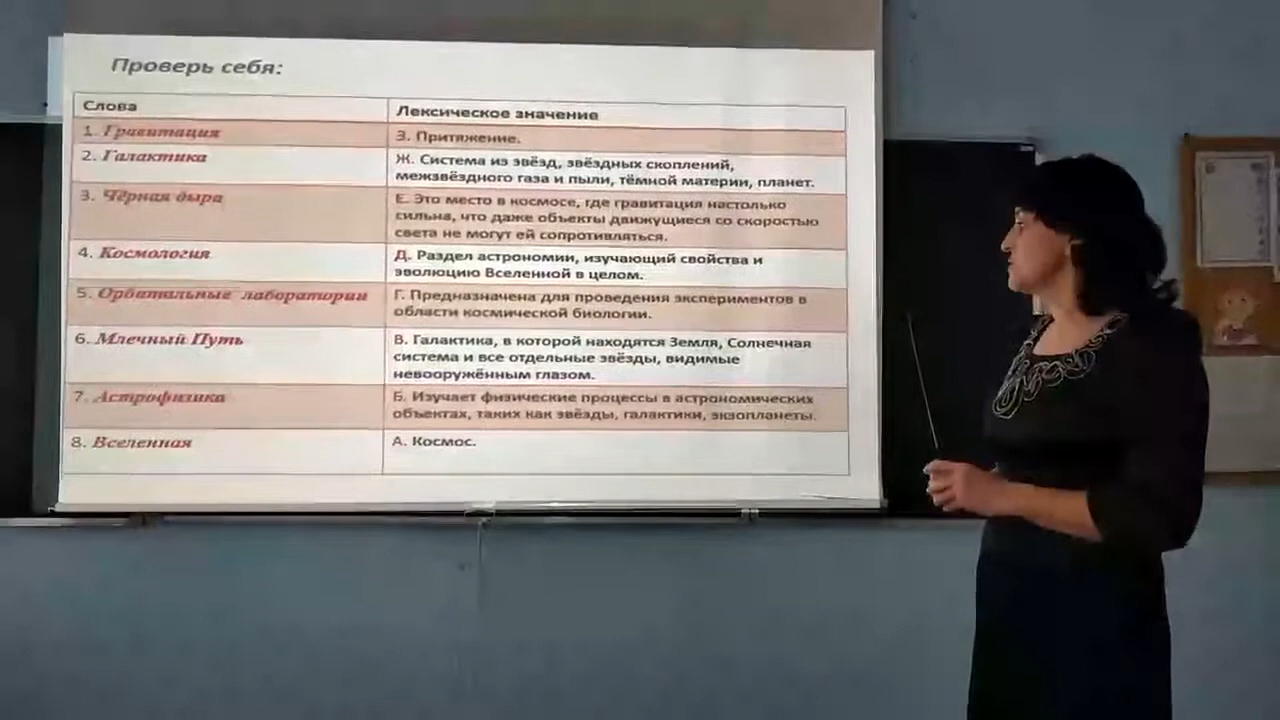 Проверь себя:
Слова
Лексическое значение
1. Гравитация
З. Притяжение.
2. Галактика
Ж. Система из звёзд, звёздных скоплений,
межзвёздного газа и пыли, тёмной материи, планет.
3. Чёрная дыра
Е. Это место в космосе, где гравитация настолько
сильна, что даже объекты движущиеся со скоростью
света не могут ей сопротивляться.
4. Космология
Д. Раздел астрономии, изучающий свойства и
эволюцию Вселенной в целом.
5. Орбитальные лаборатории
Г. Предназначена для проведения экспериментов в
области космической биологии.
6. Млечный Путь
В. Галактика, в которой находятся Земля, Солнечная
система и все отдельные звёзды, видимые
невооружённым глазом.
7. Астрофизика
Б. Изучает физические процессы в астрономических
объектах, таких как звёзды, галактики, экзопланеты.
8. Вселенная
А. Космос.